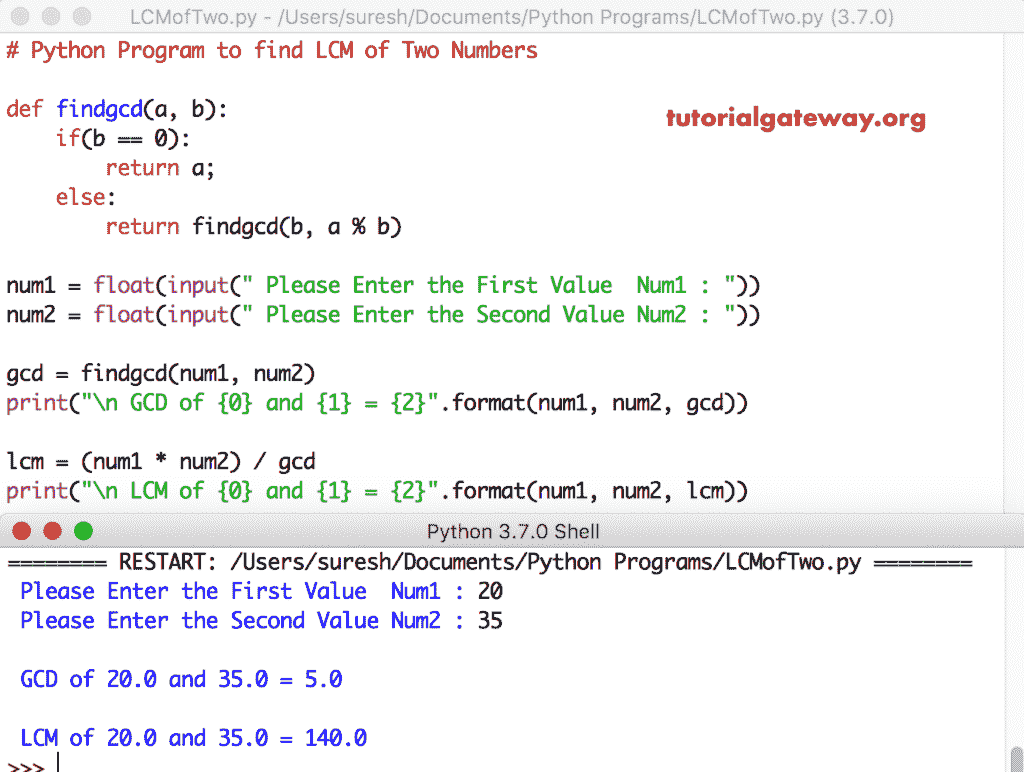 LCMofTwo.py - /Users/suresh/Documents/Python Programs/LCMofTwo.py (3.7.0)
# Python Program to find LCM of Two Numbers
tutorialgateway.org
def findgcd(a, b):
    if(b == 0):
        return a;
    else:
        return findgcd(b, a % b)
num1 = float(input(" Please Enter the First Value  Num1 : "))
num2 = float(input(" Please Enter the Second Value Num2 : "))
gcd = findgcd(num1, num2)
print("\n GCD of {0} and {1} = {2}".format(num1, num2, gcd))
lcm = (num1 * num2) / gcd
print("\n LCM of {0} and {1} = {2}".format(num1, num2, lcm))
Python 3.7.0 Shell
======== RESTART: /Users/suresh/Documents/Python Programs/LCMofTwo.py ========
 Please Enter the First Value  Num1 : 20
 Please Enter the Second Value Num2 : 35
 GCD of 20.0 and 35.0 = 5.0
 LCM of 20.0 and 35.0 = 140.0
>>>